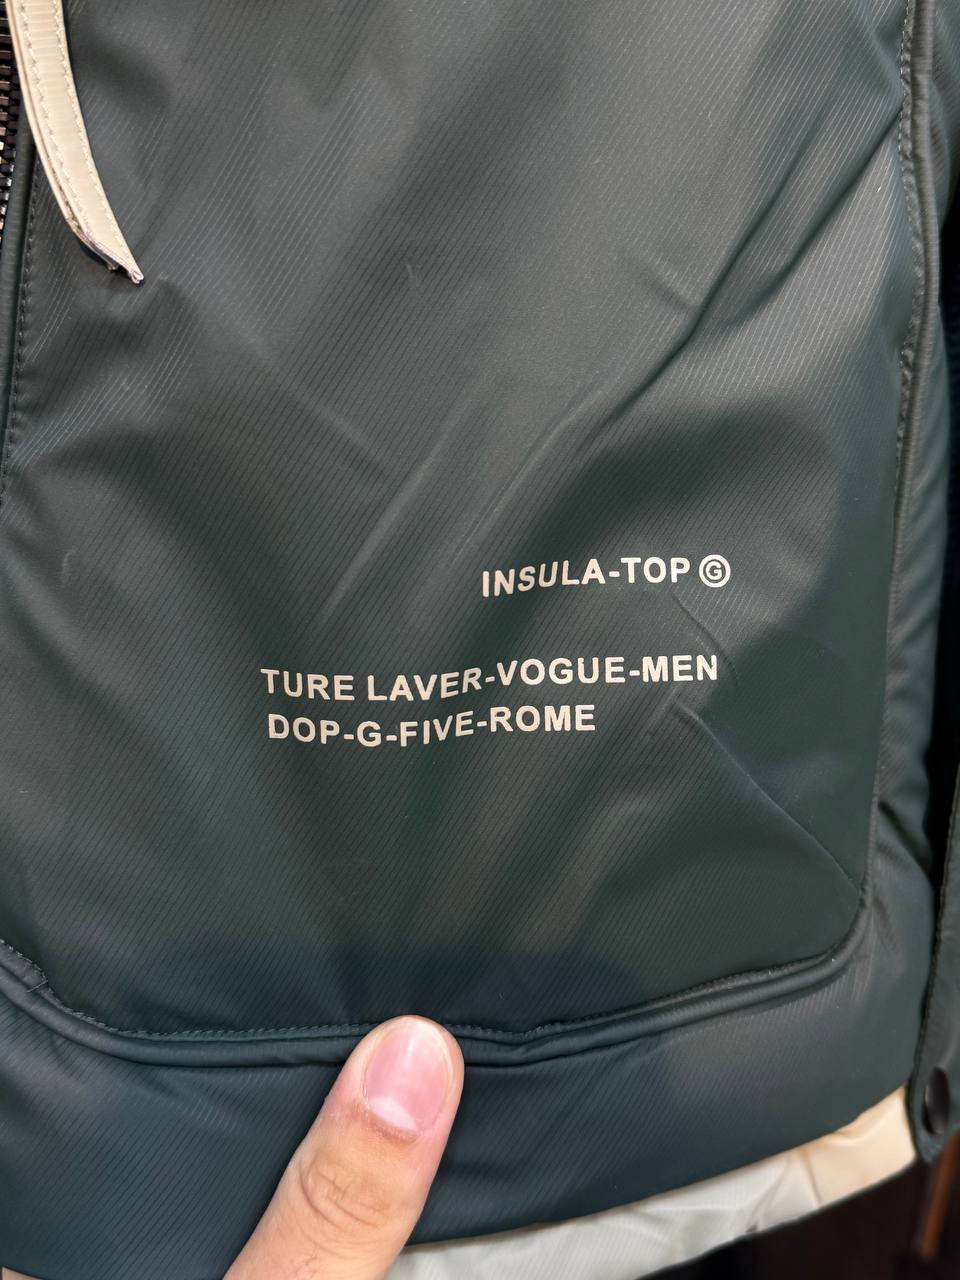 INSULA-TOP Ⓖ
TURE LAVER-VOGUE-MEN
DOP-G-FIVE-ROME